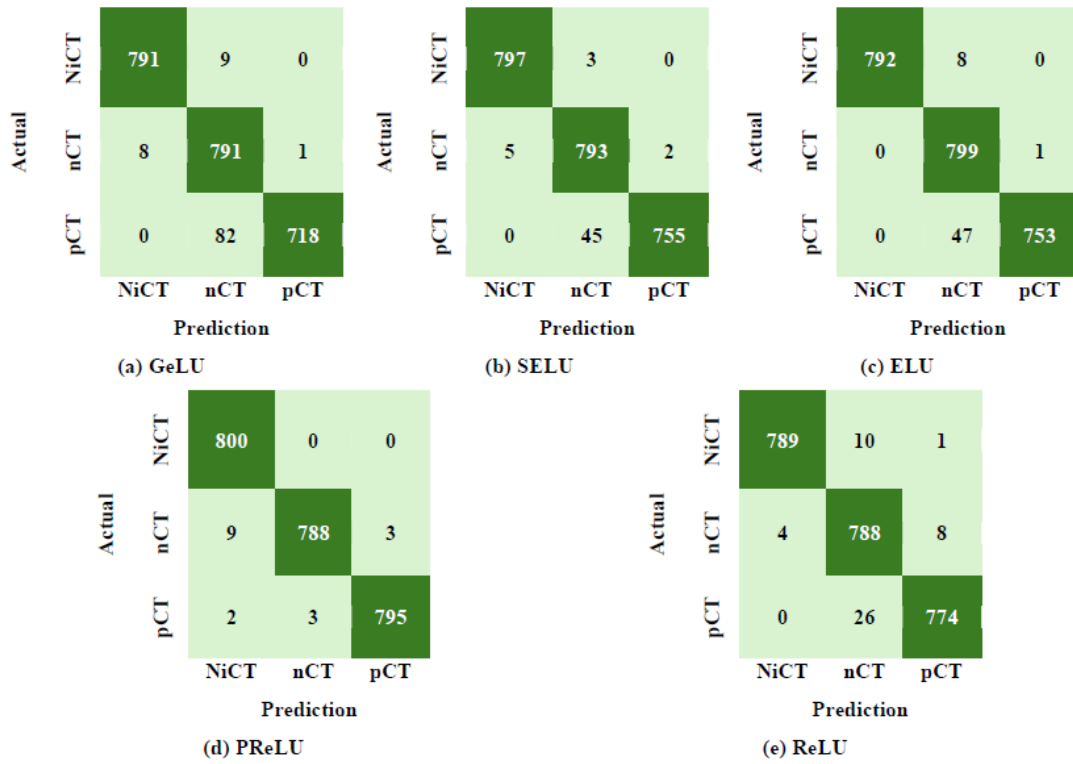 NiCT 791 9 0
Actual nCT 8 791 1
pCT 0 82 718
NiCT nCT pCT
Prediction
(a) GeLU
NiCT 797 3 0
Actual nCT 5 793 2
pCT 0 45 755
NiCT nCT pCT
Prediction
(b) SELU
NiCT 792 8 0
Actual nCT 0 799 1
pCT 0 47 753
NiCT nCT pCT
Prediction
(c) ELU
NiCT 800 0 0
Actual nCT 9 788 3
pCT 2 3 795
NiCT nCT pCT
Prediction
(d) PReLU
NiCT 789 10 1
Actual nCT 4 788 8
pCT 0 26 774
NiCT nCT pCT
Prediction
(e) ReLU